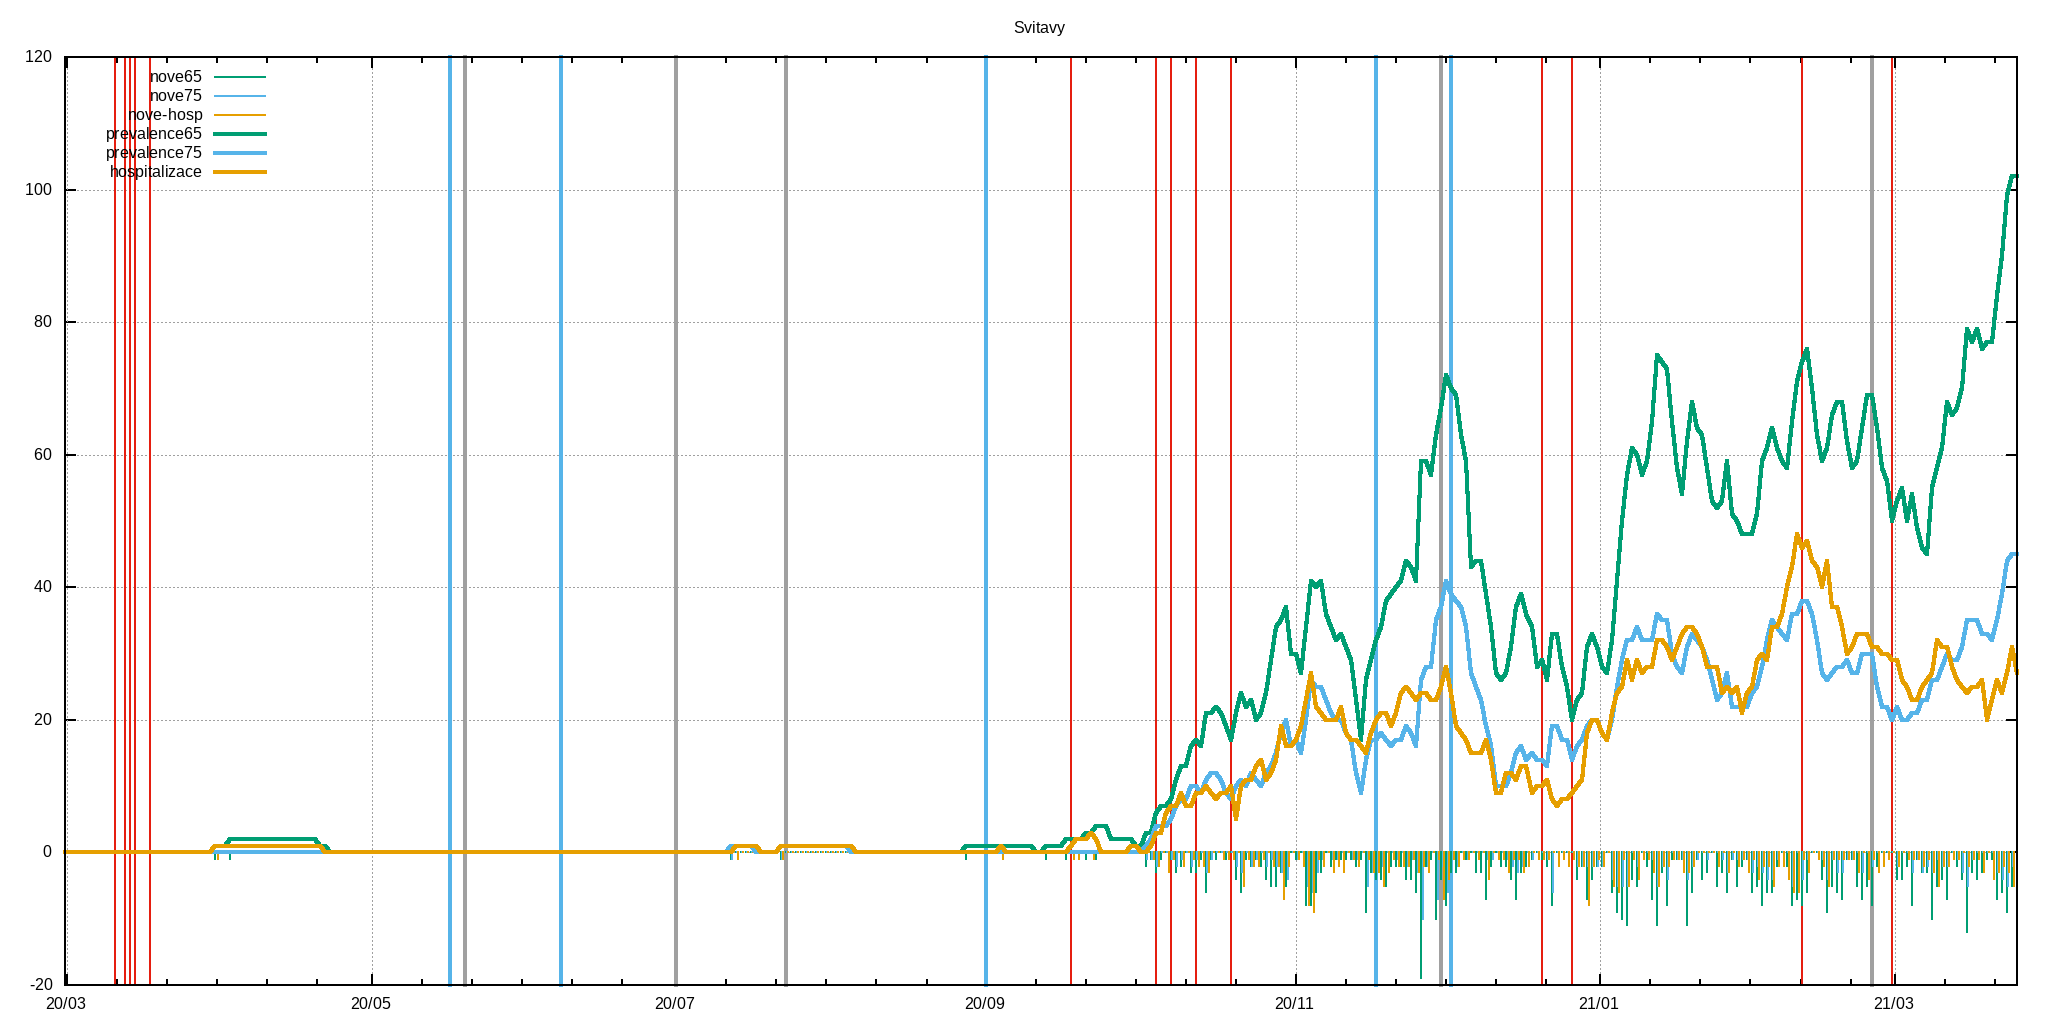 Svitavy
120
100
80
60
40
20
0
-20
nove65
nove75
nove-hosp
prevalence65
prevalence75
hospitalizace
20/03 20/05 20/07 20/09 20/11 21/01 21/03